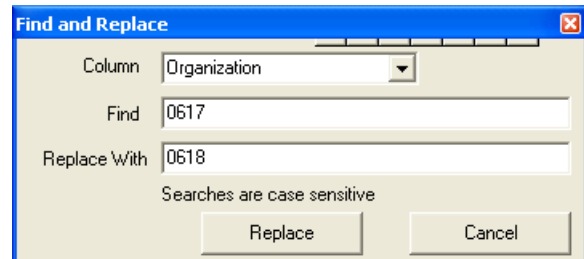 Find and Replace
Column Organization
Find 0617
Replace With 0618
Searches are case sensitive
Replace Cancel